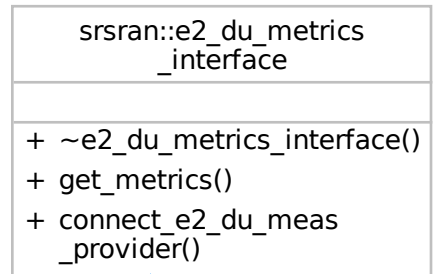 srsran::e2_du_metrics
_interface
+ ~e2_du_metrics_interface()
+ get_metrics()
+ connect_e2_du_meas
_provider()